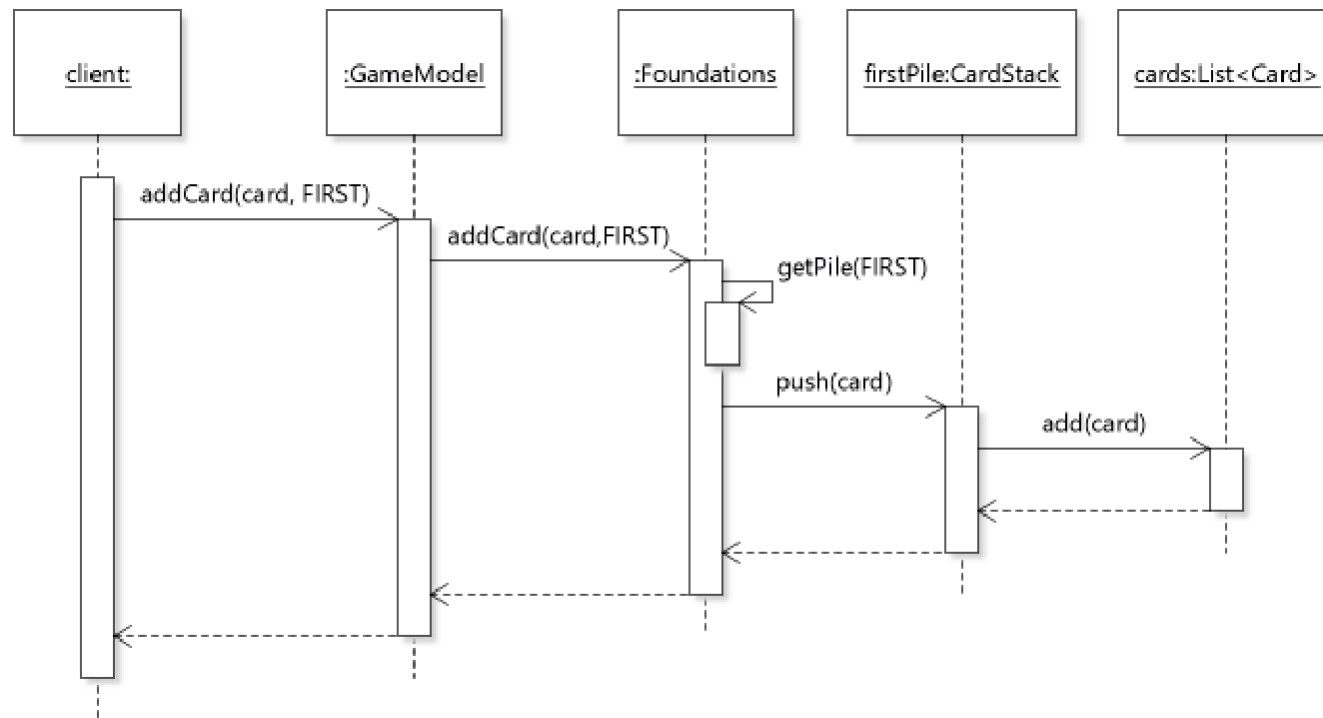 client:
:GameModel
:Foundations
firstPile:CardStack
cards:List<Card>
addCard(card, FIRST)
addCard(card,FIRST)
getPile(FIRST)
push(card)
add(card)